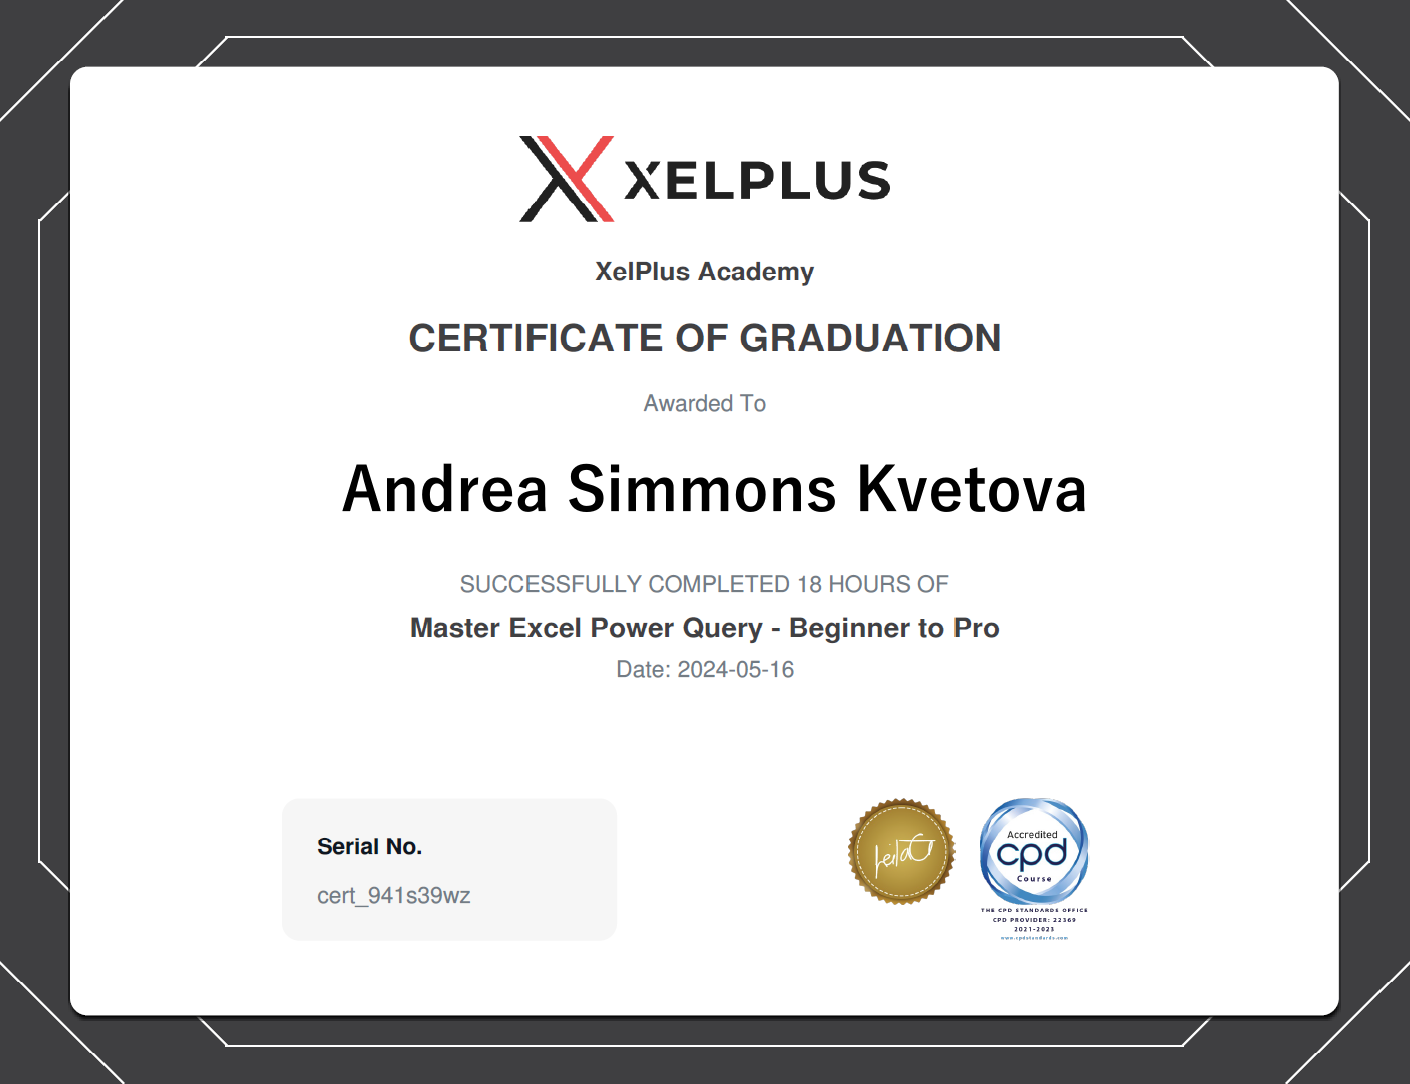 XELPLUS
XelPlus Academy
CERTIFICATE OF GRADUATION
Awarded To
Andrea Simmons Kvetova
SUCCESSFULLY COMPLETED 18 HOURS OF
Master Excel Power Query - Beginner to Pro
Date: 2024-05-16
Serial No.
cert_941s39wz
Accredited
cpd
Course
THE CPD STANDARDS OFFICE
CPD PROVIDER: 22369
2021-2023
www.cpdstandards.com